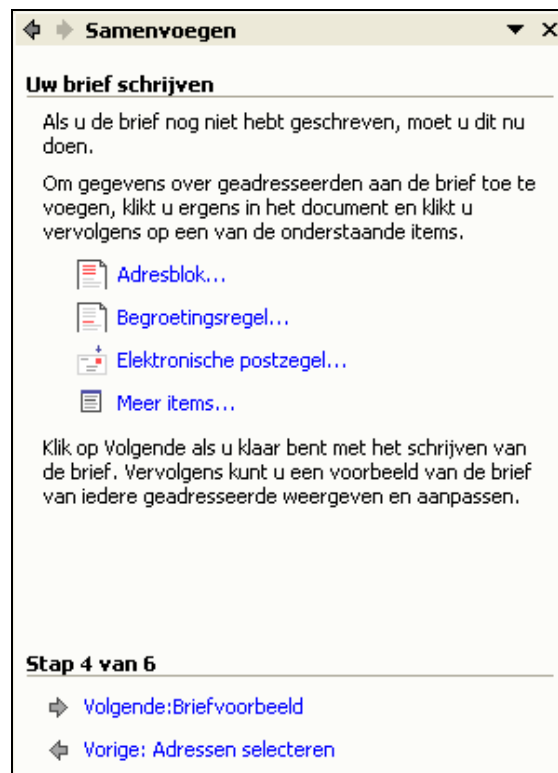 Samenvoegen
Uw brief schrijven
Als u de brief nog niet hebt geschreven, moet u dit nu
doen.
Om gegevens over geadresseerden aan de brief toe te
voegen, klikt u ergens in het document en klikt u
vervolgens op een van de onderstaande items.
Adresblok...
Begroetingsregel...
Elektronische postzegel...
Meer items...
Klik op Volgende als u klaar bent met het schrijven van
de brief. Vervolgens kunt u een voorbeeld van de brief
van iedere geadresseerde weergeven en aanpassen.
Stap 4 van 6
Volgende:Briefvoorbeeld
Vorige: Adressen selecteren